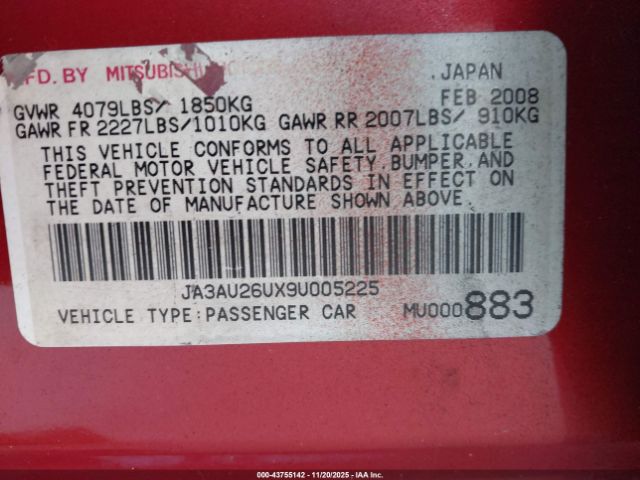 MFD. BY MITSUBISHI JAPAN
GVWR 4079LBS/ 1850KG FEB 2008
GAWR FR 2227LBS/1010KG GAWR RR 2007LBS/ 910KG
THIS VEHICLE CONFORMS TO ALL APPLICABLE
FEDERAL MOTOR VEHICLE SAFETY,BUMPER,AND
THEFT PREVENTION STANDARDS IN EFFECT ON
THE DATE OF MANUFACTURE SHOWN ABOVE.
JA3AU26UX9U005225
VEHICLE TYPE:PASSENGER CAR MU000883
000-43755142 - 11/20/2025 - IAA Inc.